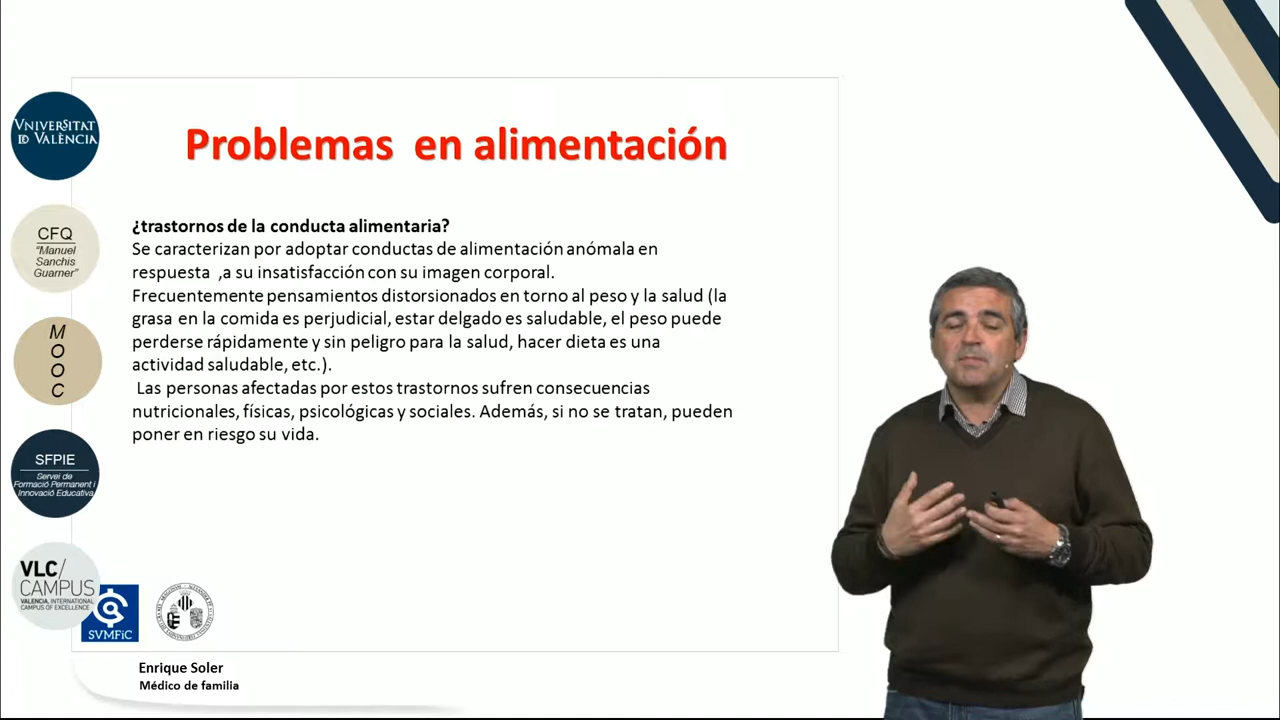 VNIVERSITAT
ID VALÈNCIA
CFQ
"Manuel
Sanchis
Guarner"
M
O
O
C
SFPIE
Servei de
Formació Permanent i
Innovació Educativa
VLC/
CAMPUS
VALENCIA, INTERNATIONAL
CAMPUS OF EXCELLENCE
SVMFiC
Problemas en alimentación
¿trastornos de la conducta alimentaria?
Se caracterizan por adoptar conductas de alimentación anómala en
respuesta ,a su insatisfacción con su imagen corporal.
Frecuentemente pensamientos distorsionados en torno al peso y la salud (la
grasa en la comida es perjudicial, estar delgado es saludable, el peso puede
perderse rápidamente y sin peligro para la salud, hacer dieta es una
actividad saludable, etc.).
Las personas afectadas por estos trastornos sufren consecuencias
nutricionales, físicas, psicológicas y sociales. Además, si no se tratan, pueden
poner en riesgo su vida.
Enrique Soler
Médico de familia